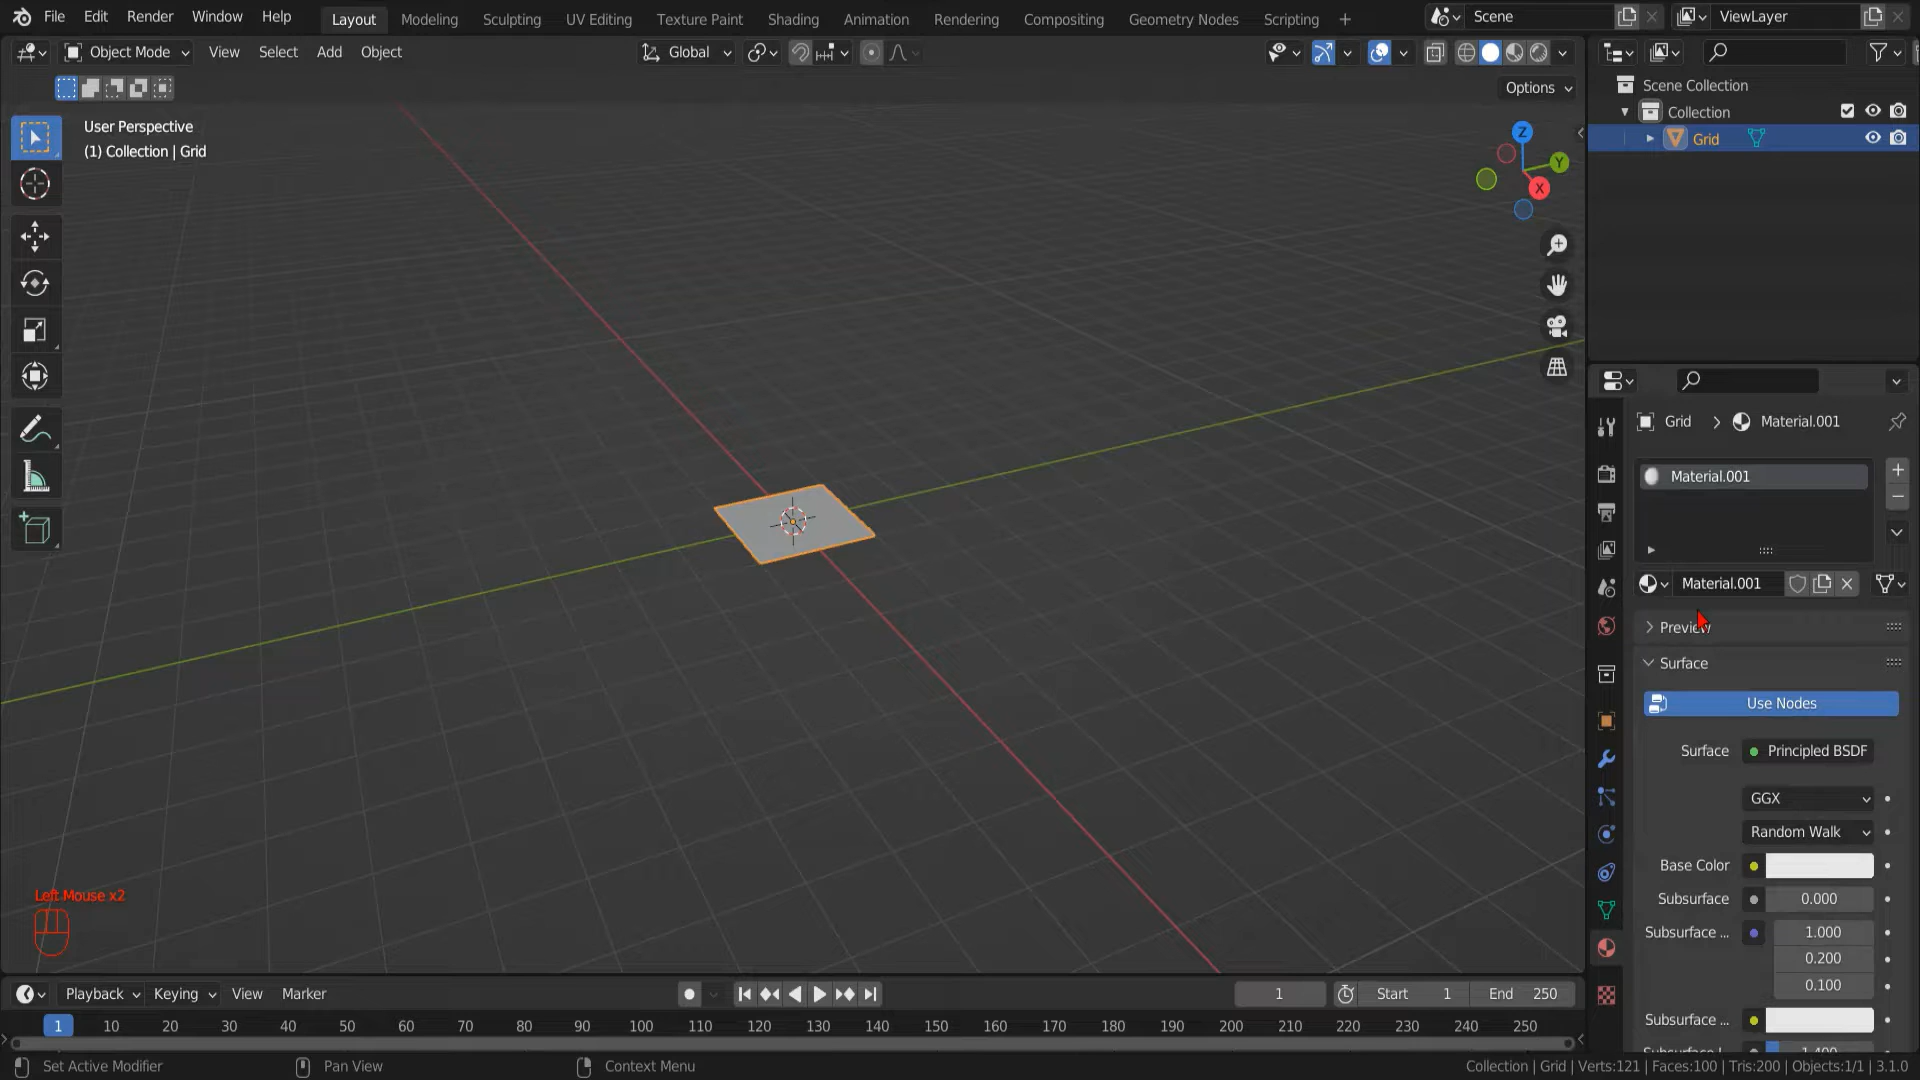 File Edit Render Window Help Layout Modeling Sculpting UV Editing Texture Paint Shading Animation Rendering Compositing Geometry Nodes Scripting + Scene ViewLayer
Object Mode View Select Add Object Global
Options
User Perspective
(1) Collection | Grid
Z
Y
X
Scene Collection
Collection
Grid
Grid > Material.001
Material.001
Material.001
Preview
Surface
Use Nodes
Surface Principled BSDF
GGX
Random Walk
Base Color
Subsurface 0.000
Subsurface ... 1.000
0.200
0.100
Subsurface ...
Left Mouse x2
Playback Keying View Marker 1 Start 1 End 250
1 10 20 30 40 50 60 70 80 90 100 110 120 130 140 150 160 170 180 190 200 210 220 230 240 250
Set Active Modifier Pan View Context Menu Collection | Grid | Verts:121 | Faces:100 | Tris:200 | Objects:1/1 | 3.1.0